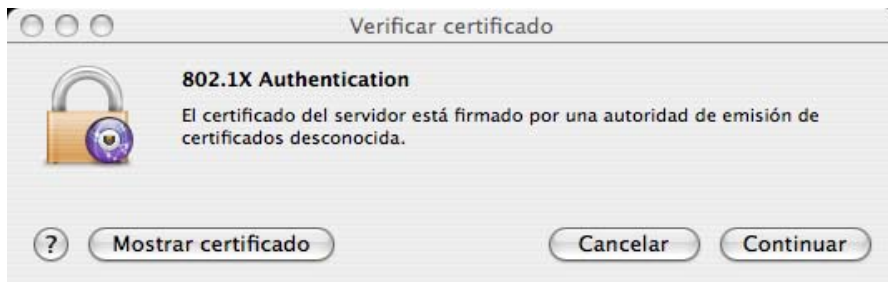 Verificar certificado
802.1X Authentication
El certificado del servidor está firmado por una autoridad de emisión de
certificados desconocida.
? Mostrar certificado Cancelar Continuar